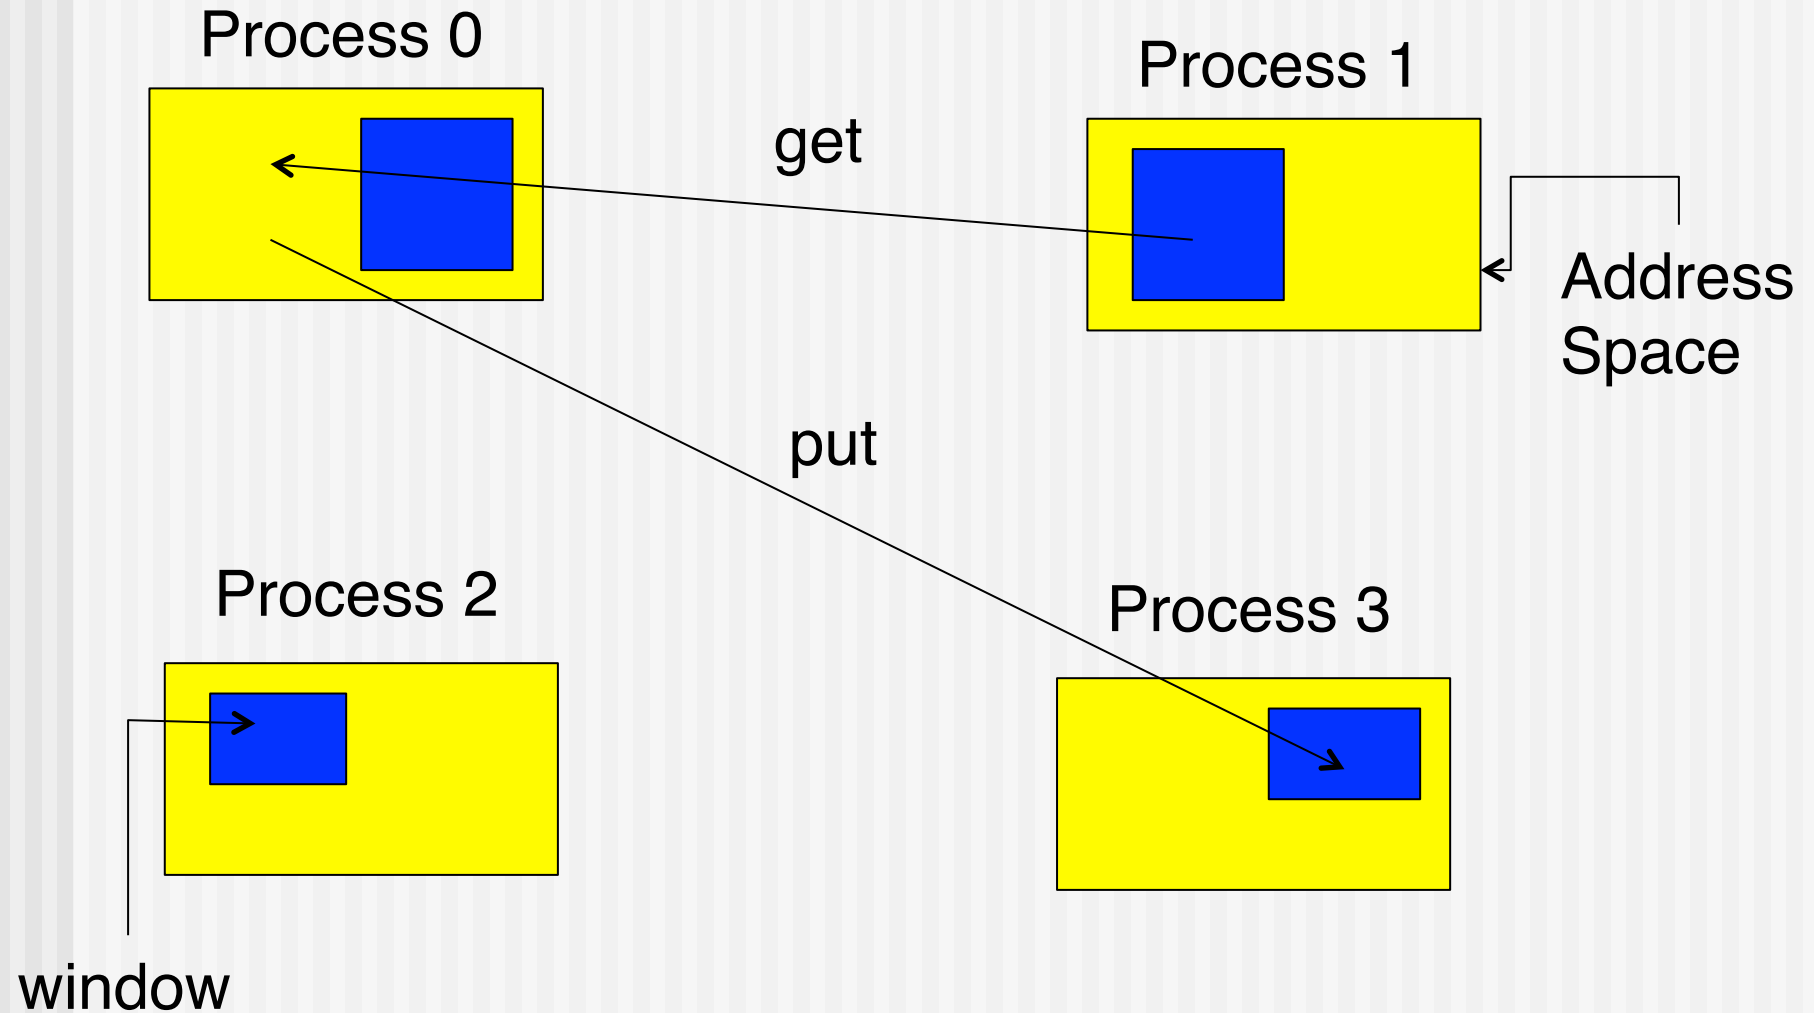 Process 0
Process 1
get
Address
Space
put
Process 2
Process 3
window